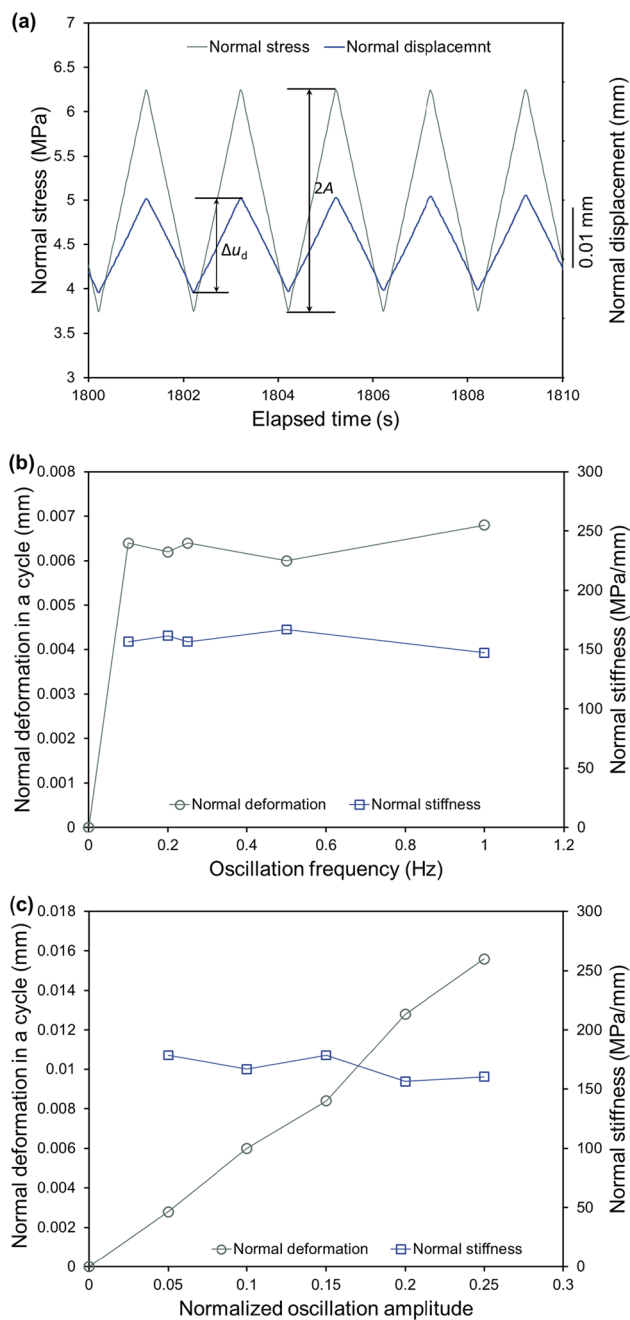 (a)
Normal stress
Normal displacemnt
7
6.5
6
5.5
5
4.5
4
3.5
3
Normal stress (MPa)
2A
Δud
0.01 mm
Normal displacement (mm)
1800
1802
1804
1806
1808
1810
Elapsed time (s)
(b)
0.008
0.007
0.006
0.005
0.004
0.003
0.002
0.001
0
Normal deformation in a cycle (mm)
300
250
200
150
100
50
0
Normal stiffness (MPa/mm)
Normal deformation
Normal stiffness
0
0.2
0.4
0.6
0.8
1
1.2
Oscillation frequency (Hz)
(c)
0.018
0.016
0.014
0.012
0.01
0.008
0.006
0.004
0.002
0
Normal deformation in a cycle (mm)
300
250
200
150
100
50
0
Normal stiffness (MPa/mm)
Normal deformation
Normal stiffness
0
0.05
0.1
0.15
0.2
0.25
0.3
Normalized oscillation amplitude